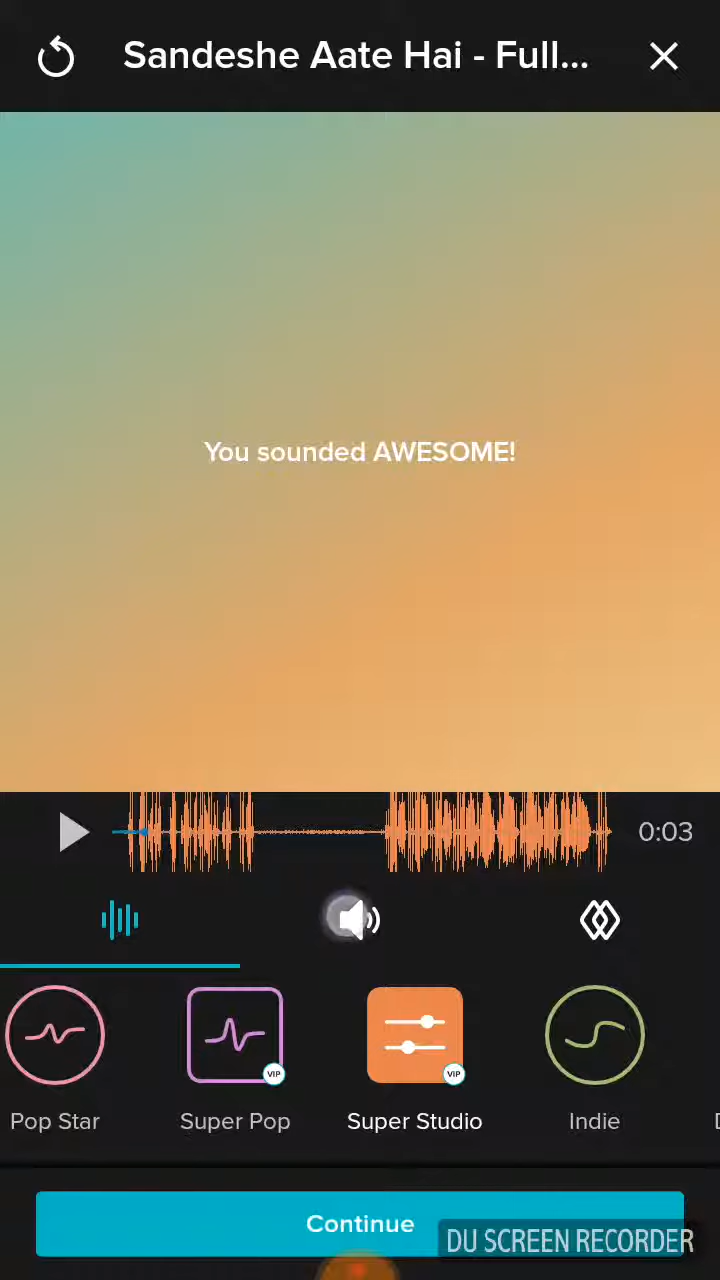 Sandeshe Aate Hai - Full...
You sounded AWESOME!
0:03
VIP
VIP
Pop Star
Super Pop
Super Studio
Indie
Continue
DU SCREEN RECORDER